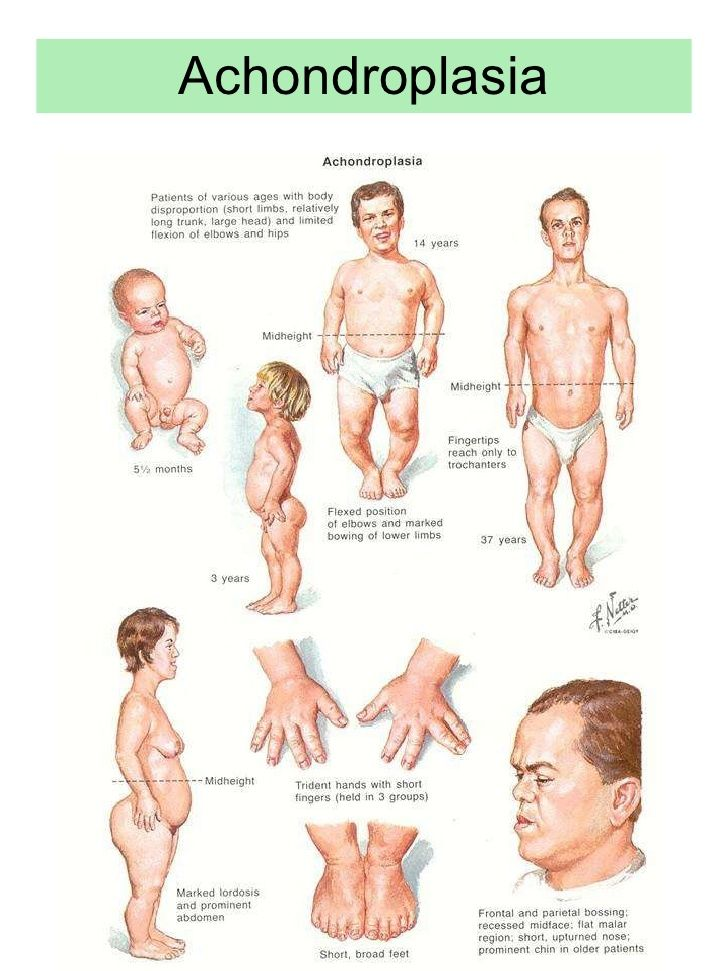 Achondroplasia
Achondroplasia
Patients of various ages with body
disproportion (short limbs, relatively
long trunk, large head) and limited
flexion of elbows and hips
14 years
Midheight
Midheight
5½ months
Fingertips
reach only to
trochanters
Flexed position
of elbows and marked
bowing of lower limbs
37 years
3 years
F. Netter
M.D.
©CIBA-GEIGY
Midheight
Trident hands with short
fingers (held in 3 groups)
Marked lordosis
and prominent
abdomen
Short, broad feet
Frontal and parietal bossing;
recessed midface; flat malar
region; short, upturned nose;
prominent chin in older patients